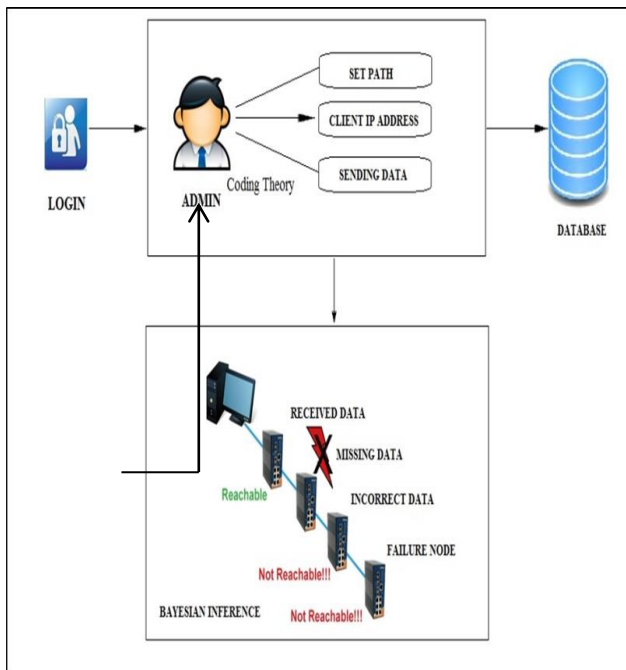 SET PATH
CLIENT IP ADDRESS
SENDING DATA
Coding Theory
ADMIN
LOGIN
DATABASE
RECEIVED DATA
MISSING DATA
Reachable
INCORRECT DATA
FAILURE NODE
Not Reachable!!!
BAYESIAN INFERENCE
Not Reachable!!!